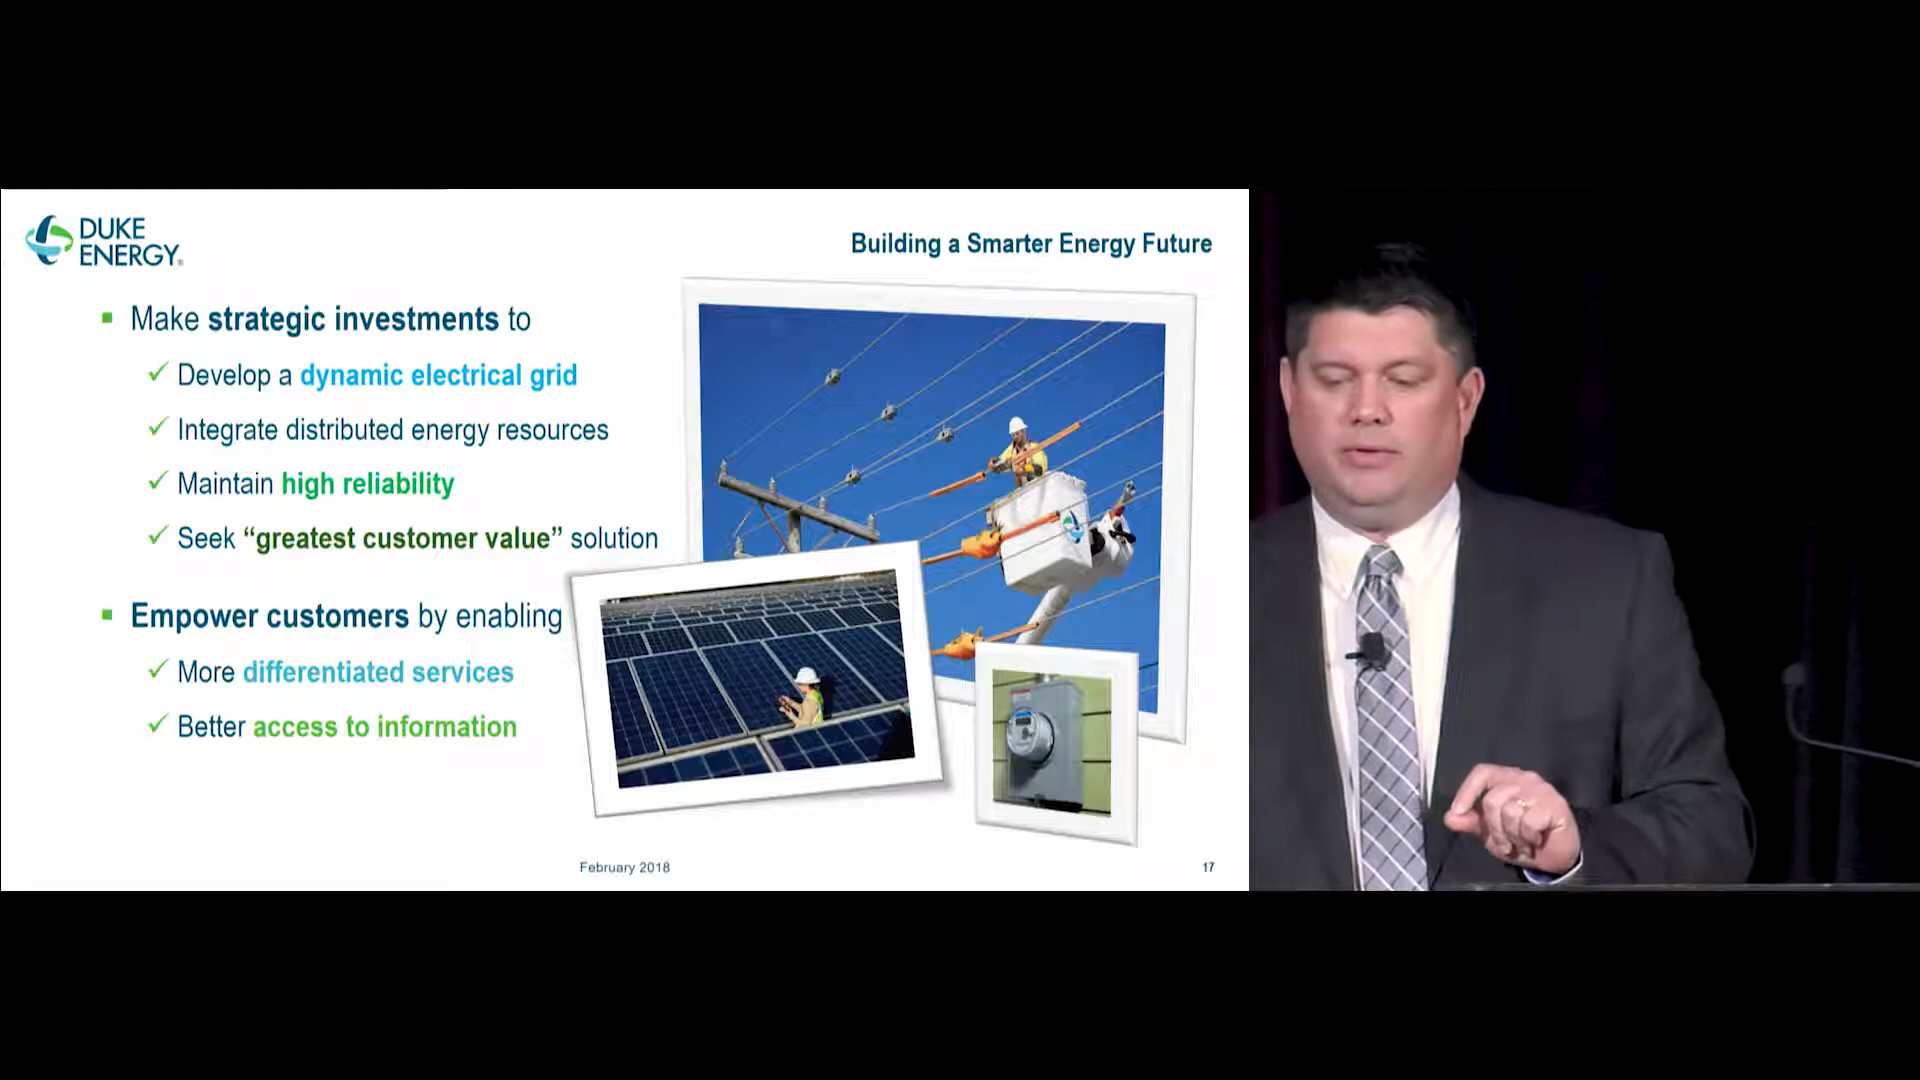 DUKE
ENERGY®
Building a Smarter Energy Future
▪ Make strategic investments to
✓ Develop a dynamic electrical grid
✓ Integrate distributed energy resources
✓ Maintain high reliability
✓ Seek “greatest customer value” solution
▪ Empower customers by enabling
✓ More differentiated services
✓ Better access to information
February 2018
17